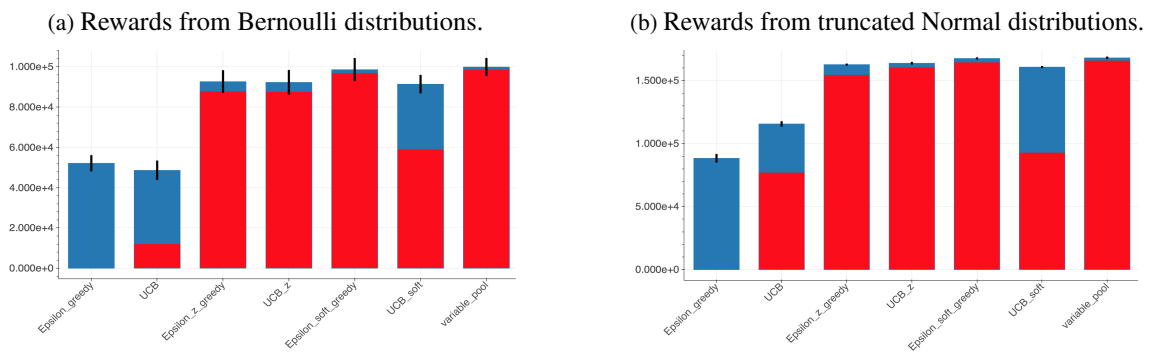 (a) Rewards from Bernoulli distributions.
1.000e+5
8.000e+4
6.000e+4
4.000e+4
2.000e+4
0.000e+0
Epsilon_greedy
UCB
Epsilon_z_greedy
UCB_z
Epsilon_soft_greedy
UCB_soft
variable_pool
(b) Rewards from truncated Normal distributions.
1.500e+5
1.000e+5
5.000e+4
0.000e+0
Epsilon_greedy
UCB
Epsilon_z_greedy
UCB_z
Epsilon_soft_greedy
UCB_soft
variable_pool